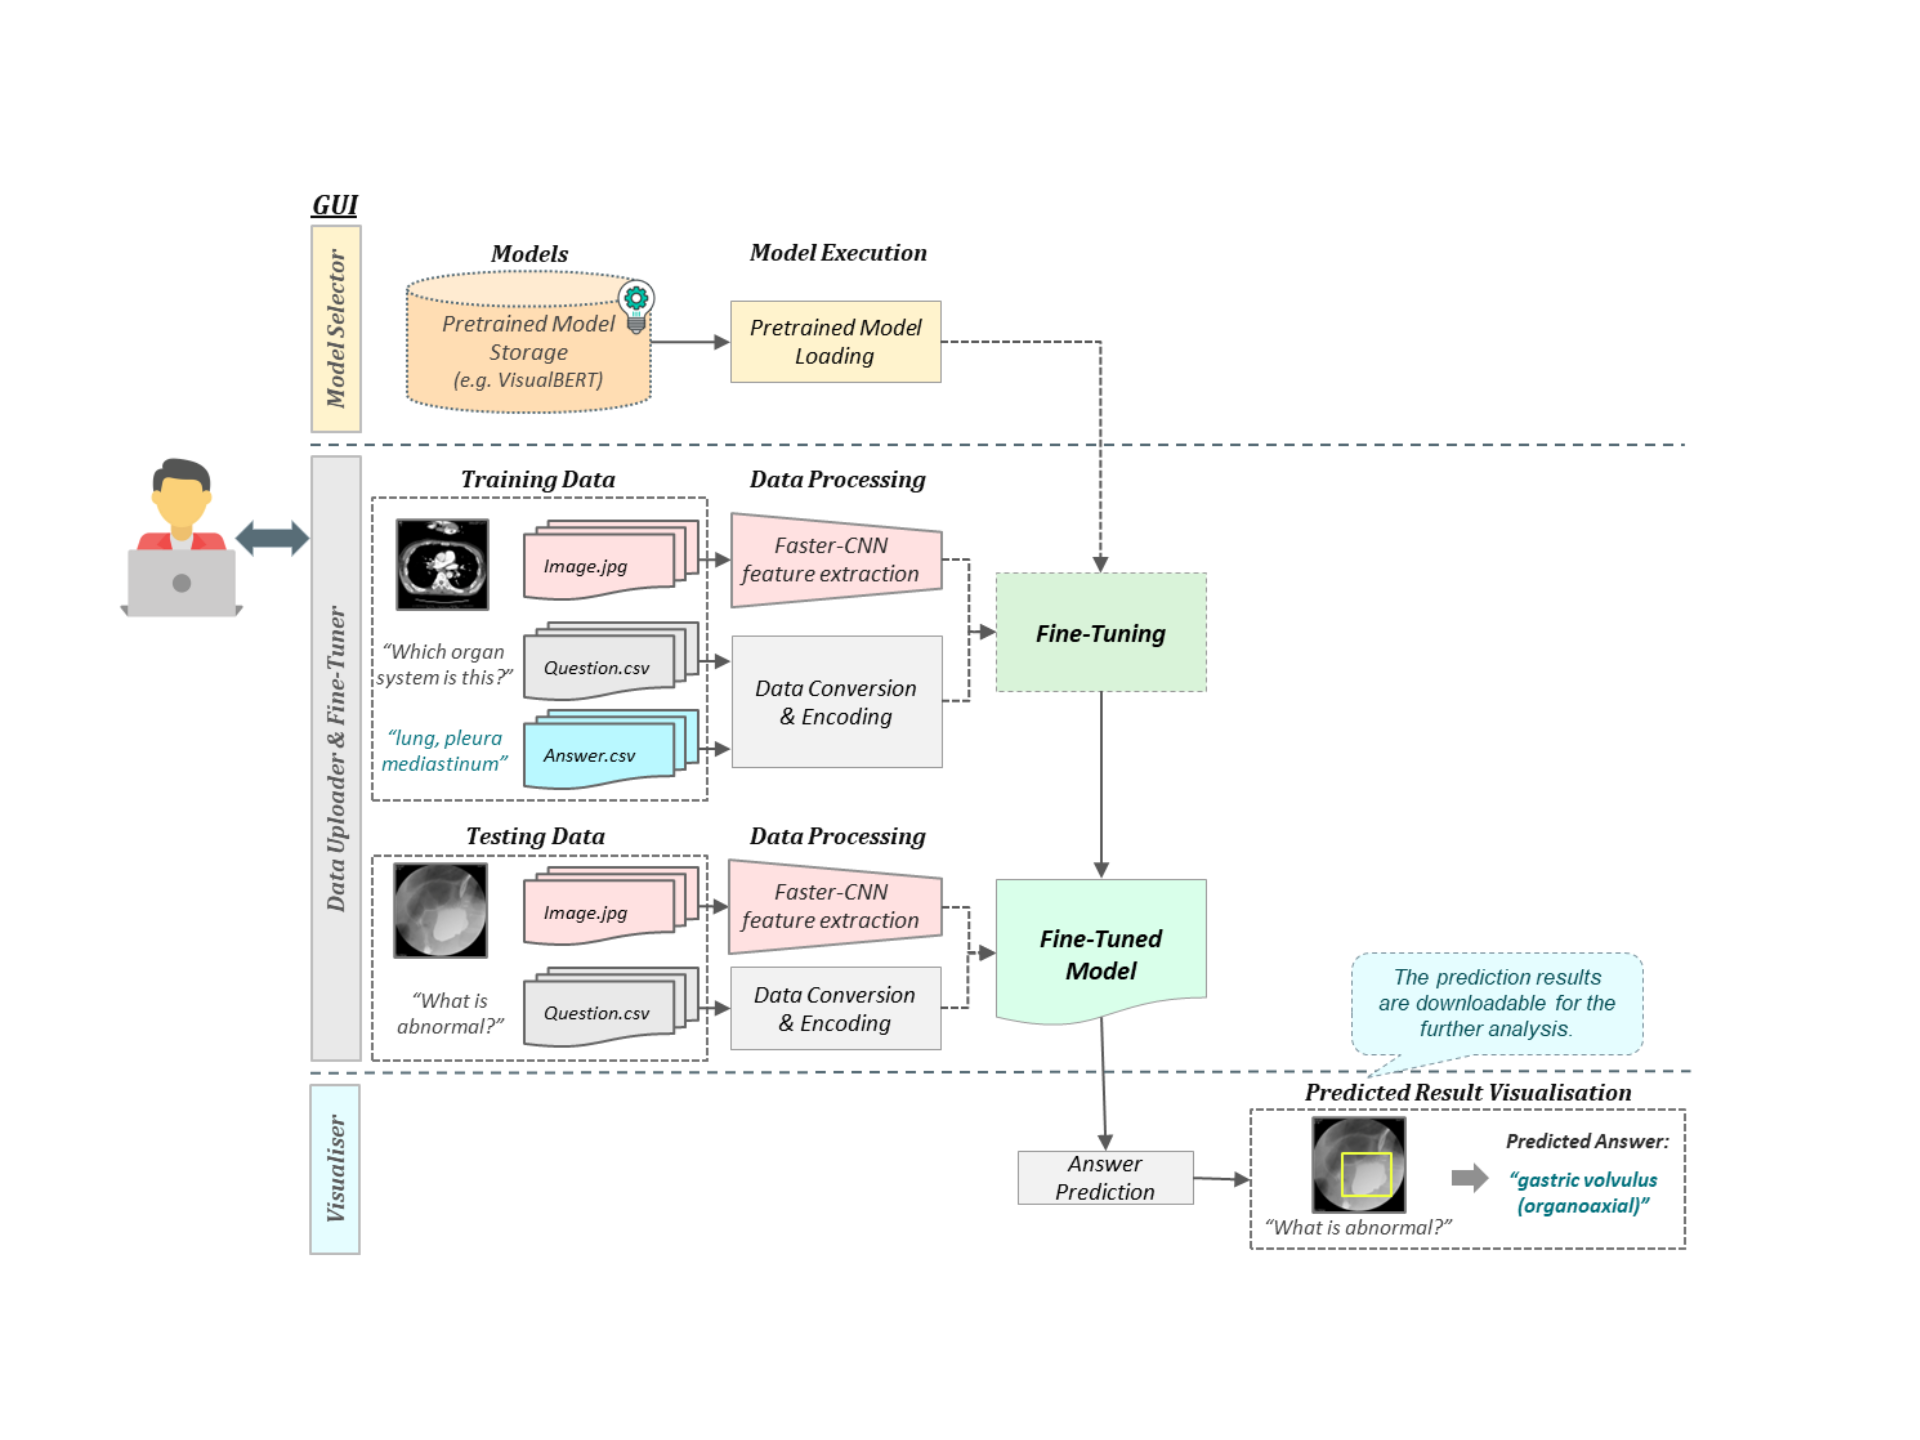 GUI
Model Selector
Models
Model Execution
Pretrained Model
Storage
(e.g. VisualBERT)
Pretrained Model
Loading
Data Uploader & Fine-Tuner
Training Data
Data Processing
Image.jpg
Faster-CNN
feature extraction
"Which organ
system is this?"
Question.csv
Data Conversion
& Encoding
"lung, pleura
mediastinum"
Answer.csv
Fine-Tuning
Testing Data
Data Processing
Image.jpg
Faster-CNN
feature extraction
"What is
abnormal?"
Question.csv
Data Conversion
& Encoding
Fine-Tuned
Model
The prediction results
are downloadable for the
further analysis.
Visualiser
Answer
Prediction
Predicted Result Visualisation
"What is abnormal?"
Predicted Answer:
"gastric volvulus
(organoaxial)"